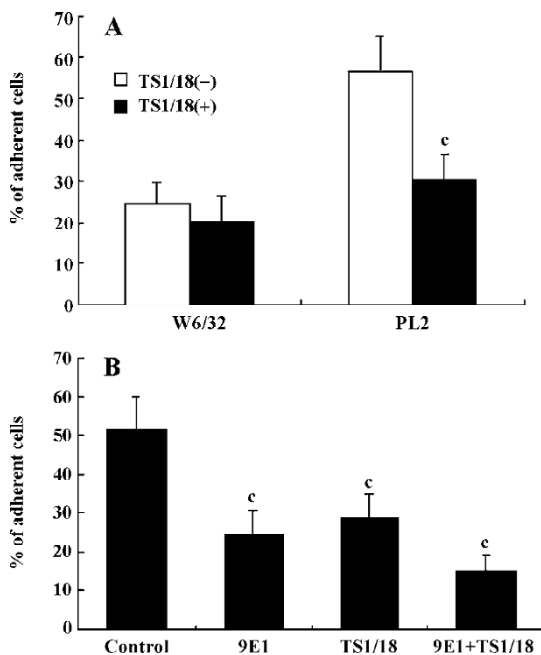 A
% of adherent cells
70
60
50
40
30
20
10
0
TS1/18(−)
TS1/18(+)
c
W6/32 PL2
B
% of adherent cells
70
60
50
40
30
20
10
0
c
c
c
Control 9E1 TS1/18 9E1+TS1/18